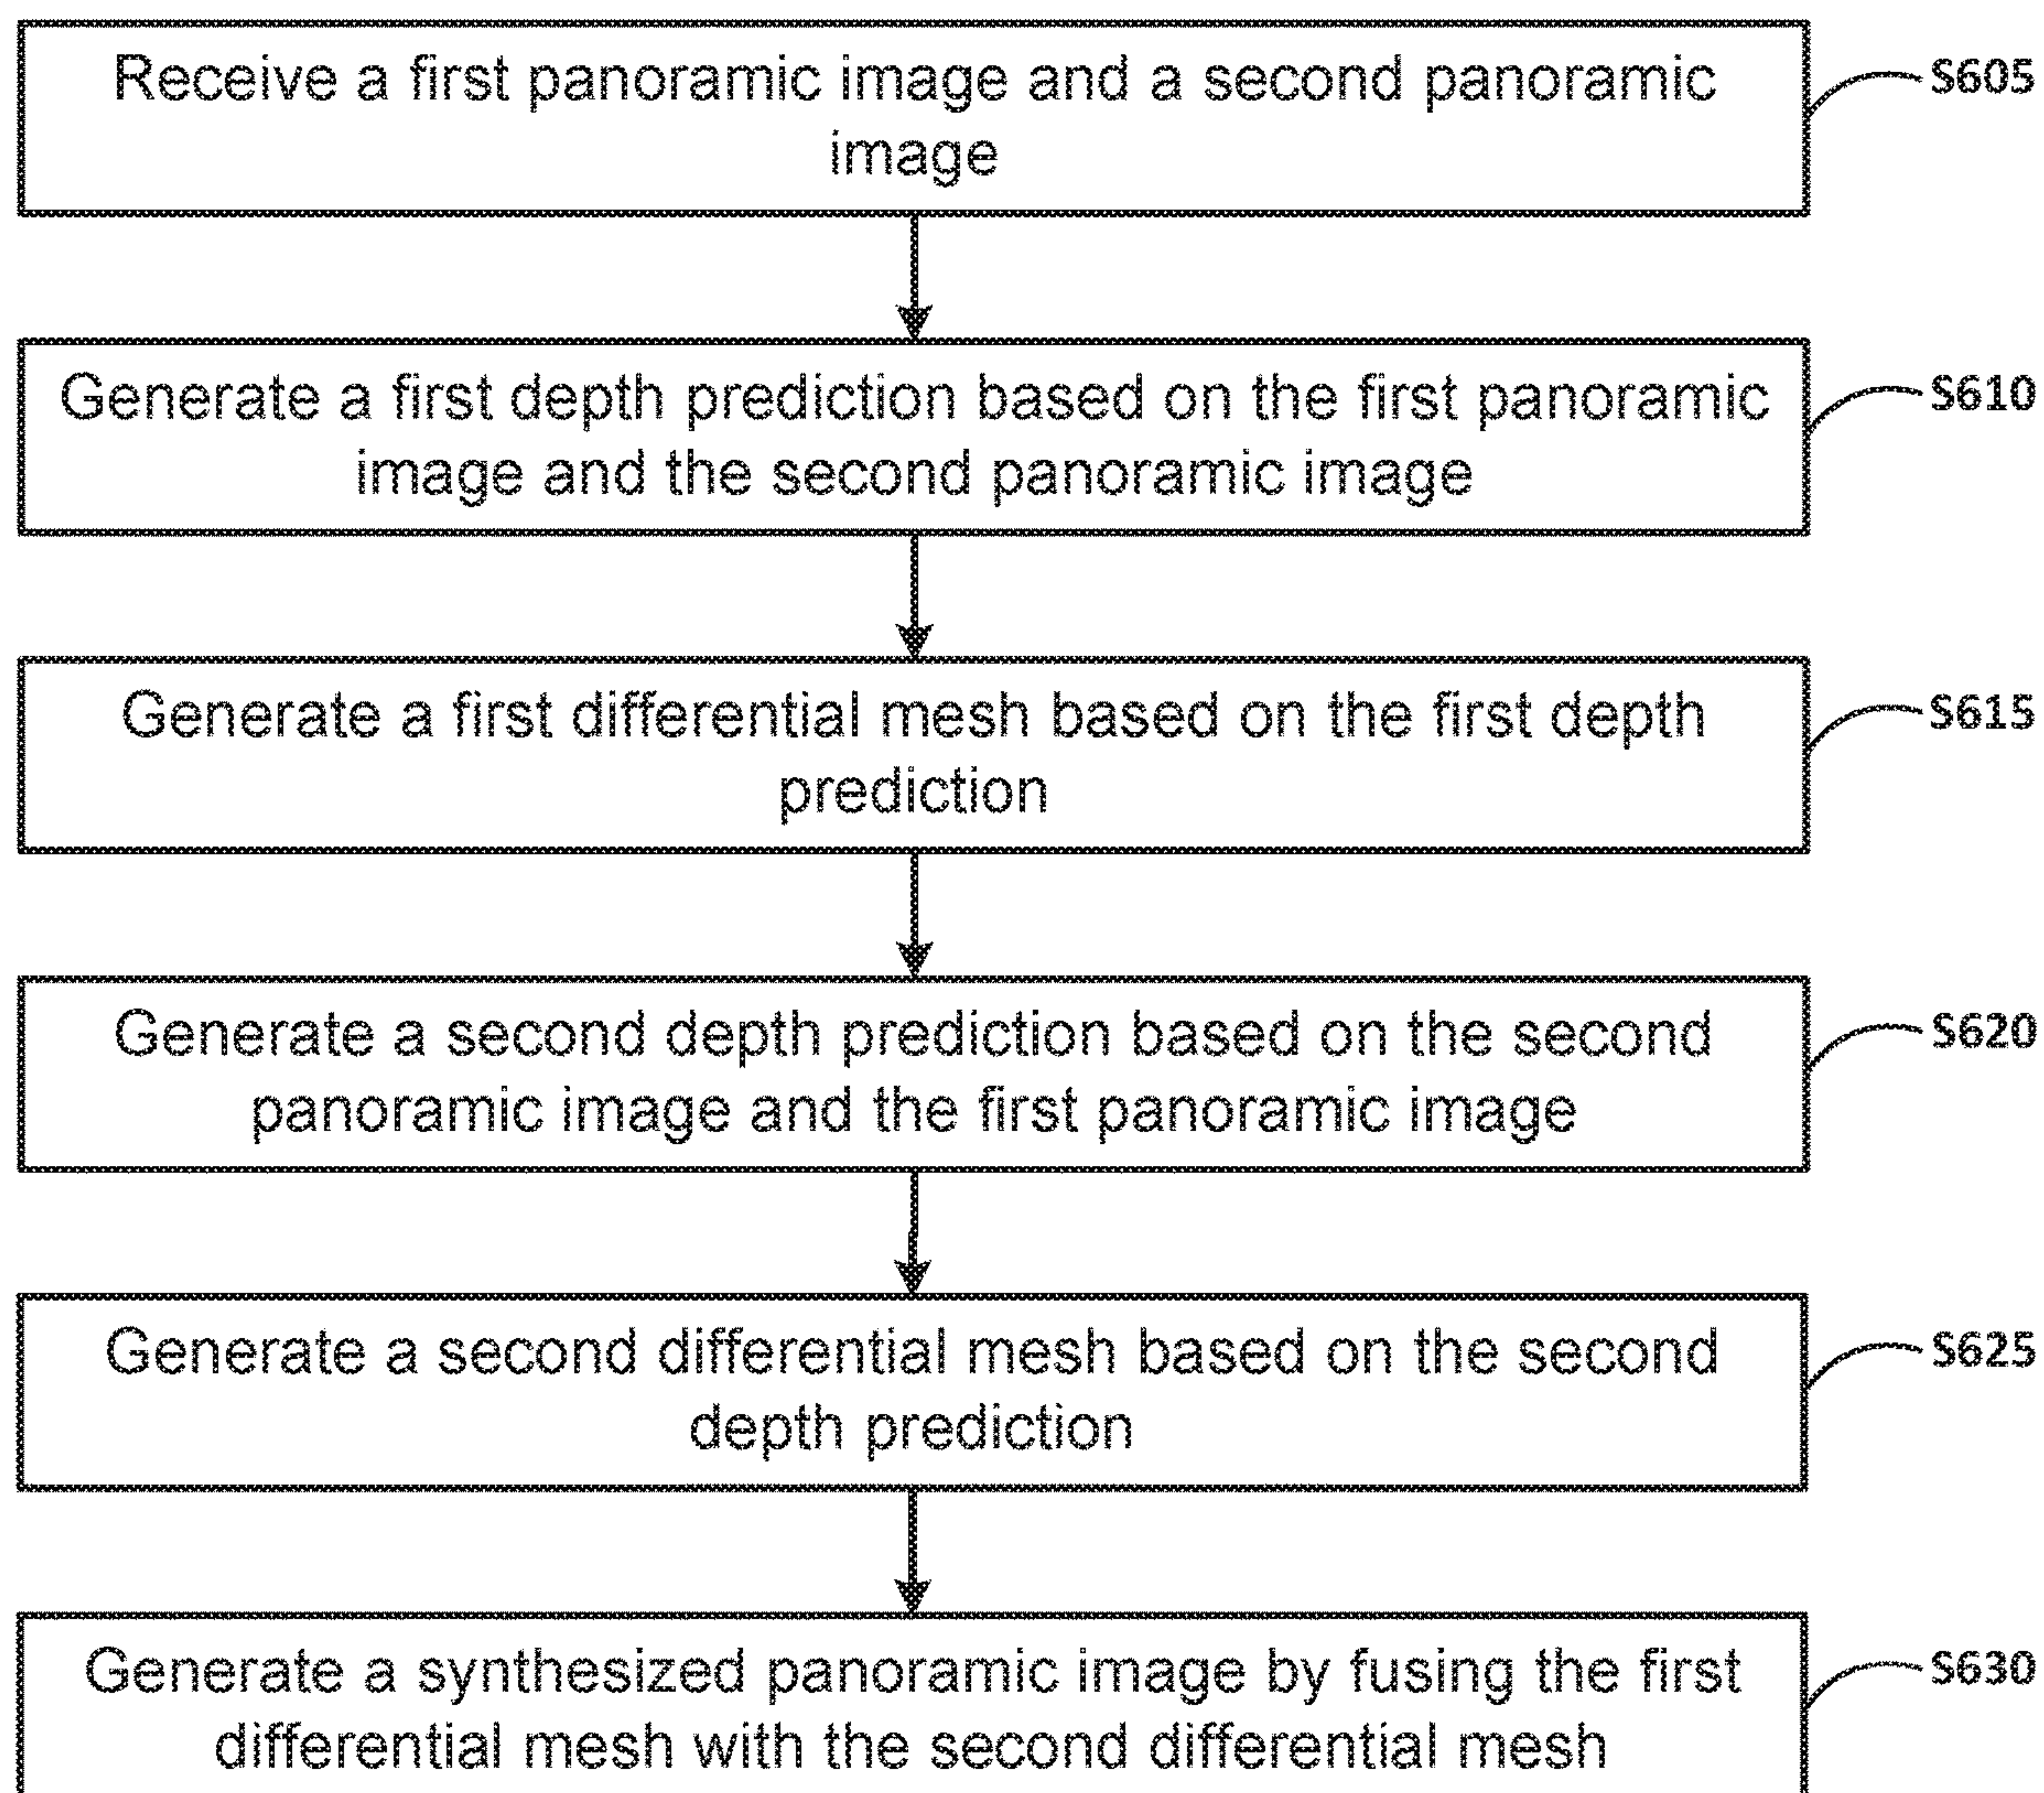 Receive a first panoramic image and a second panoramic
image
S605
Generate a first depth prediction based on the first panoramic
image and the second panoramic image
S610
Generate a first differential mesh based on the first depth
prediction
S615
Generate a second depth prediction based on the second
panoramic image and the first panoramic image
S620
Generate a second differential mesh based on the second
depth prediction
S625
Generate a synthesized panoramic image by fusing the first
differential mesh with the second differential mesh
S630